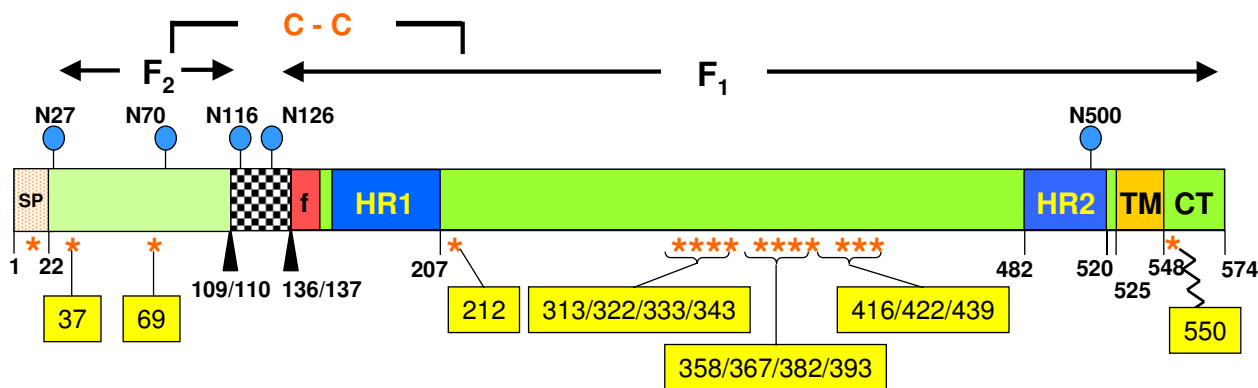 C - C
F2 F1
N27 N70 N116 N126 N500
SP f HR1 HR2 TM CT
* * * * **** **** *** *
1 22 109/110 136/137 207 482 520 525 548 574
37 69 212 313/322/333/343 416/422/439 550
358/367/382/393